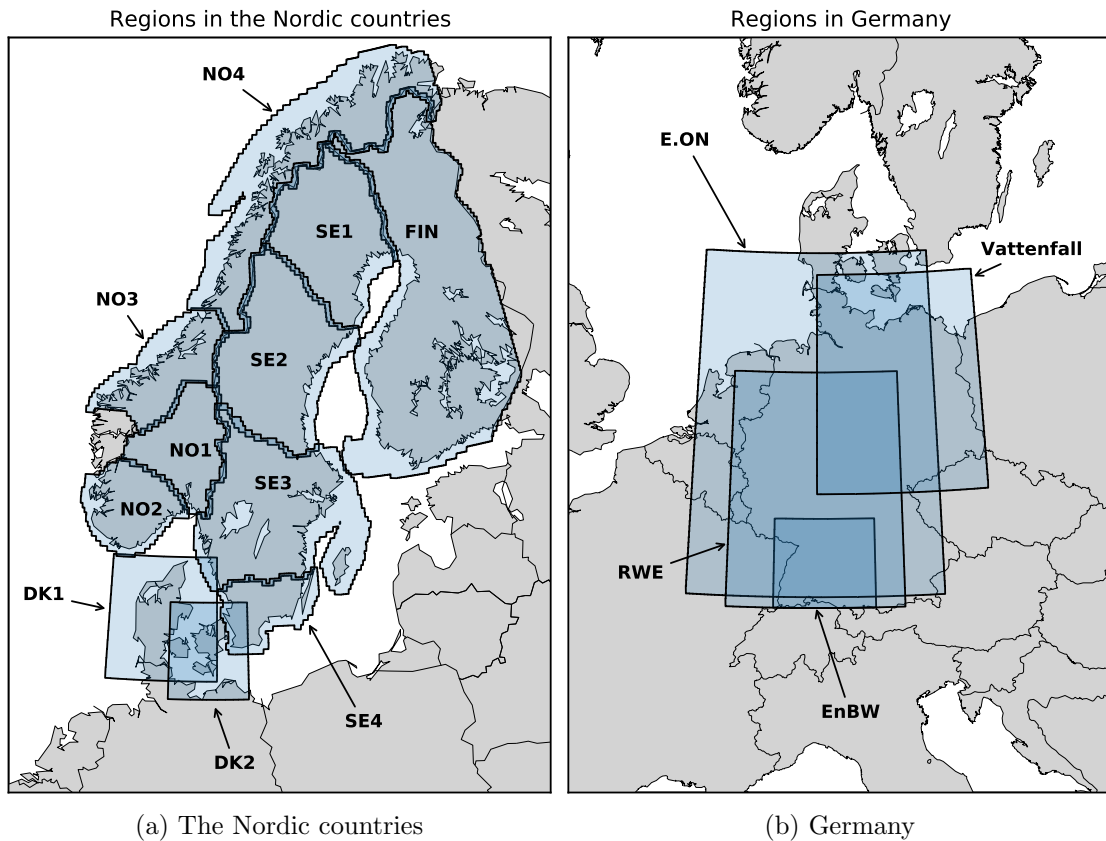 Regions in the Nordic countries
NO4
SE1
FIN
NO3
SE2
NO1
SE3
NO2
DK1
SE4
DK2
(a) The Nordic countries
Regions in Germany
E.ON
Vattenfall
RWE
EnBW
(b) Germany